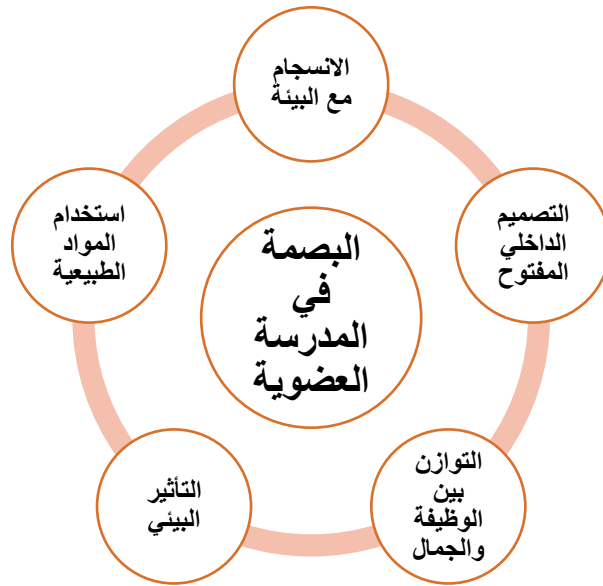 الانسجام
مع البيئة
التصميم
الداخلي
المفتوح
التوازن
بين
الوظيفة
والجمال
التأثير
البيئي
استخدام
المواد
الطبيعية
البصمة
في
المدرسة
العضوية